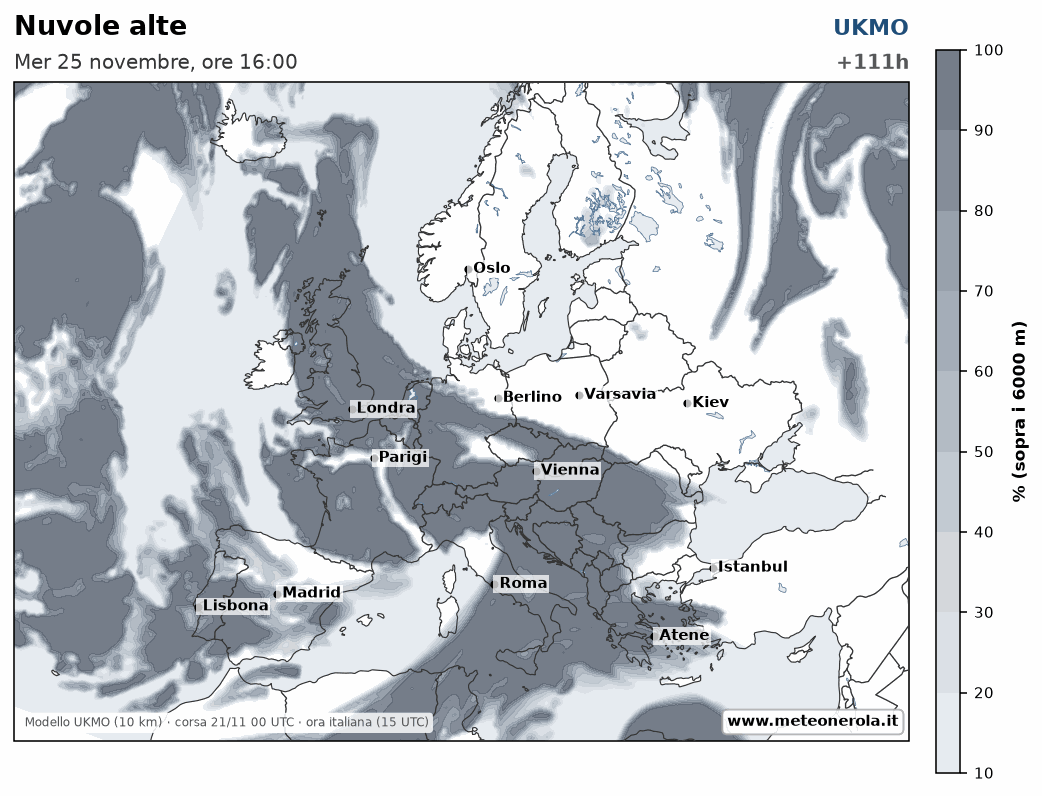 Nuvole alte
UKMO
Mer 25 novembre, ore 16:00
+111h
100
90
80
70
60
50
40
30
20
10
% (sopra i 6000 m)
Oslo
Berlino
Varsavia
Kiev
Londra
Parigi
Vienna
Istanbul
Roma
Madrid
Lisbona
Atene
Modello UKMO (10 km) · corsa 21/11 00 UTC · ora italiana (15 UTC)
www.meteonerola.it